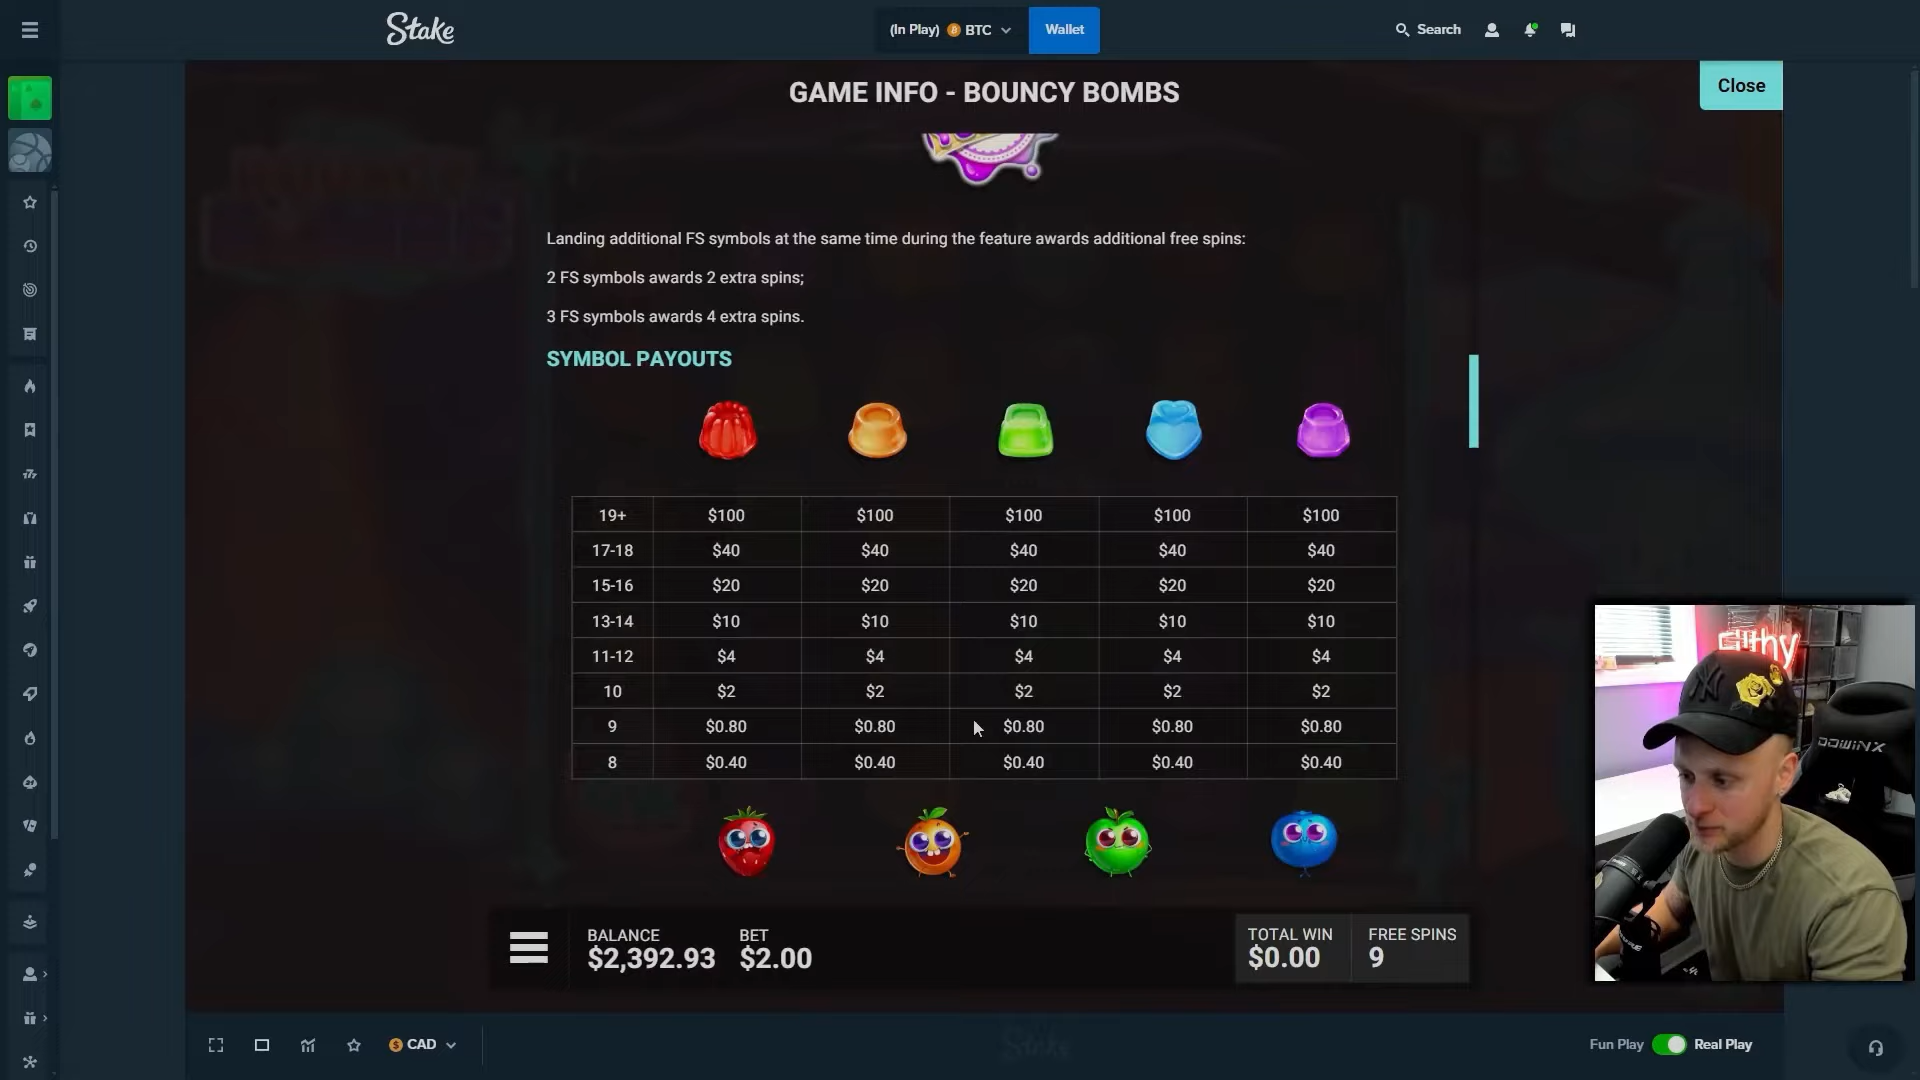 Stake
(In Play) BTC
Wallet
Search
GAME INFO - BOUNCY BOMBS
Close
Landing additional FS symbols at the same time during the feature awards additional free spins:
2 FS symbols awards 2 extra spins;
3 FS symbols awards 4 extra spins.
SYMBOL PAYOUTS
19+ $100 $100 $100 $100 $100
17-18 $40 $40 $40 $40 $40
15-16 $20 $20 $20 $20 $20
13-14 $10 $10 $10 $10 $10
11-12 $4 $4 $4 $4 $4
10 $2 $2 $2 $2 $2
9 $0.80 $0.80 $0.80 $0.80 $0.80
8 $0.40 $0.40 $0.40 $0.40 $0.40
Filthy
NY
DOWINX
BALANCE
$2,392.93
BET
$2.00
TOTAL WIN
$0.00
FREE SPINS
9
CAD
Stake
Fun Play
Real Play